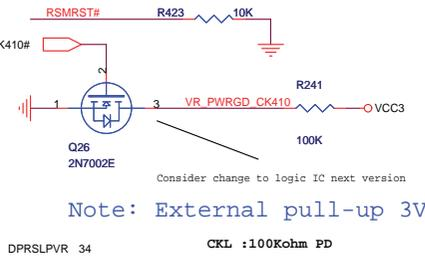 RSMRST# R423 10K
K410#
2
R241
1 3 VR_PWRGD_CK410 VCC3
Q26
2N7002E
100K
Consider change to logic IC next version
Note: External pull-up 3V
DPRSLPVR 34 CKL :100Kohm PD